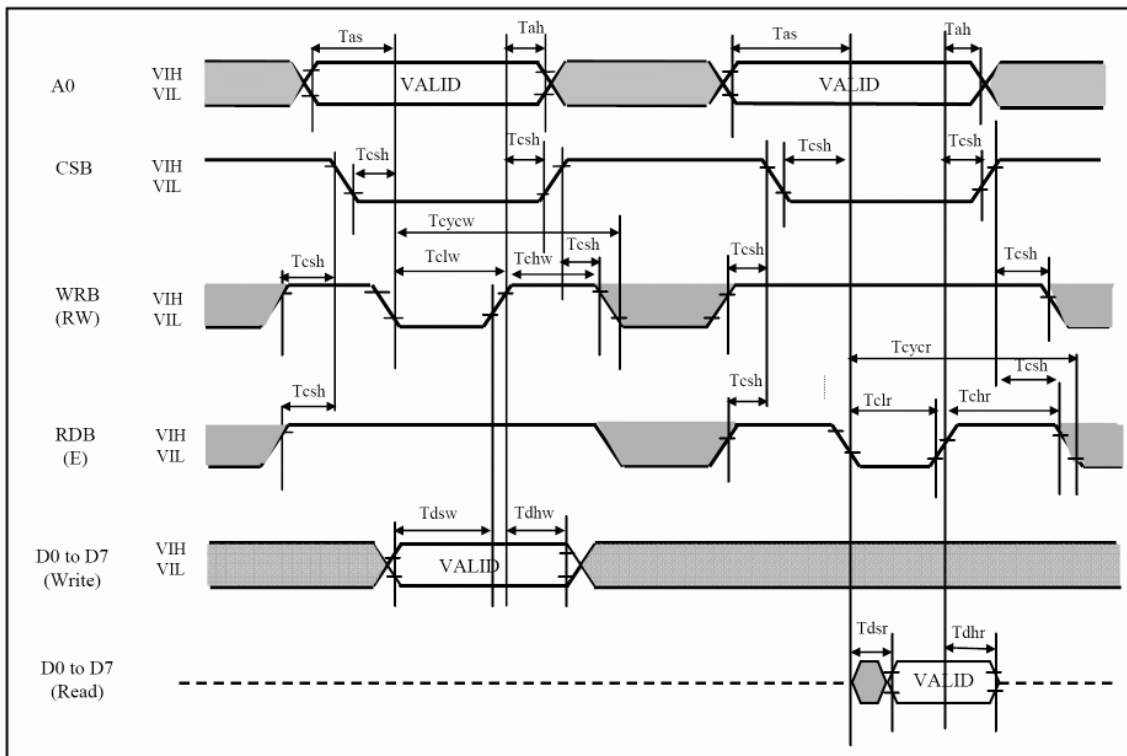 Tas Tah Tas Tah
A0 VIH VALID VALID
VIL
Tcsh Tcsh Tcsh Tcsh
CSB VIH
VIL
Tcycw
Tcsh Tclw Tchw Tcsh Tcsh Tcsh
WRB VIH
(RW) VIL
Tcycr
Tcsh Tcsh Tclr Tchr Tcsh
RDB VIH
(E) VIL
Tdsw Tdhw
D0 to D7 VIH
(Write) VIL VALID
Tdsr Tdhr
D0 to D7 VALID
(Read)